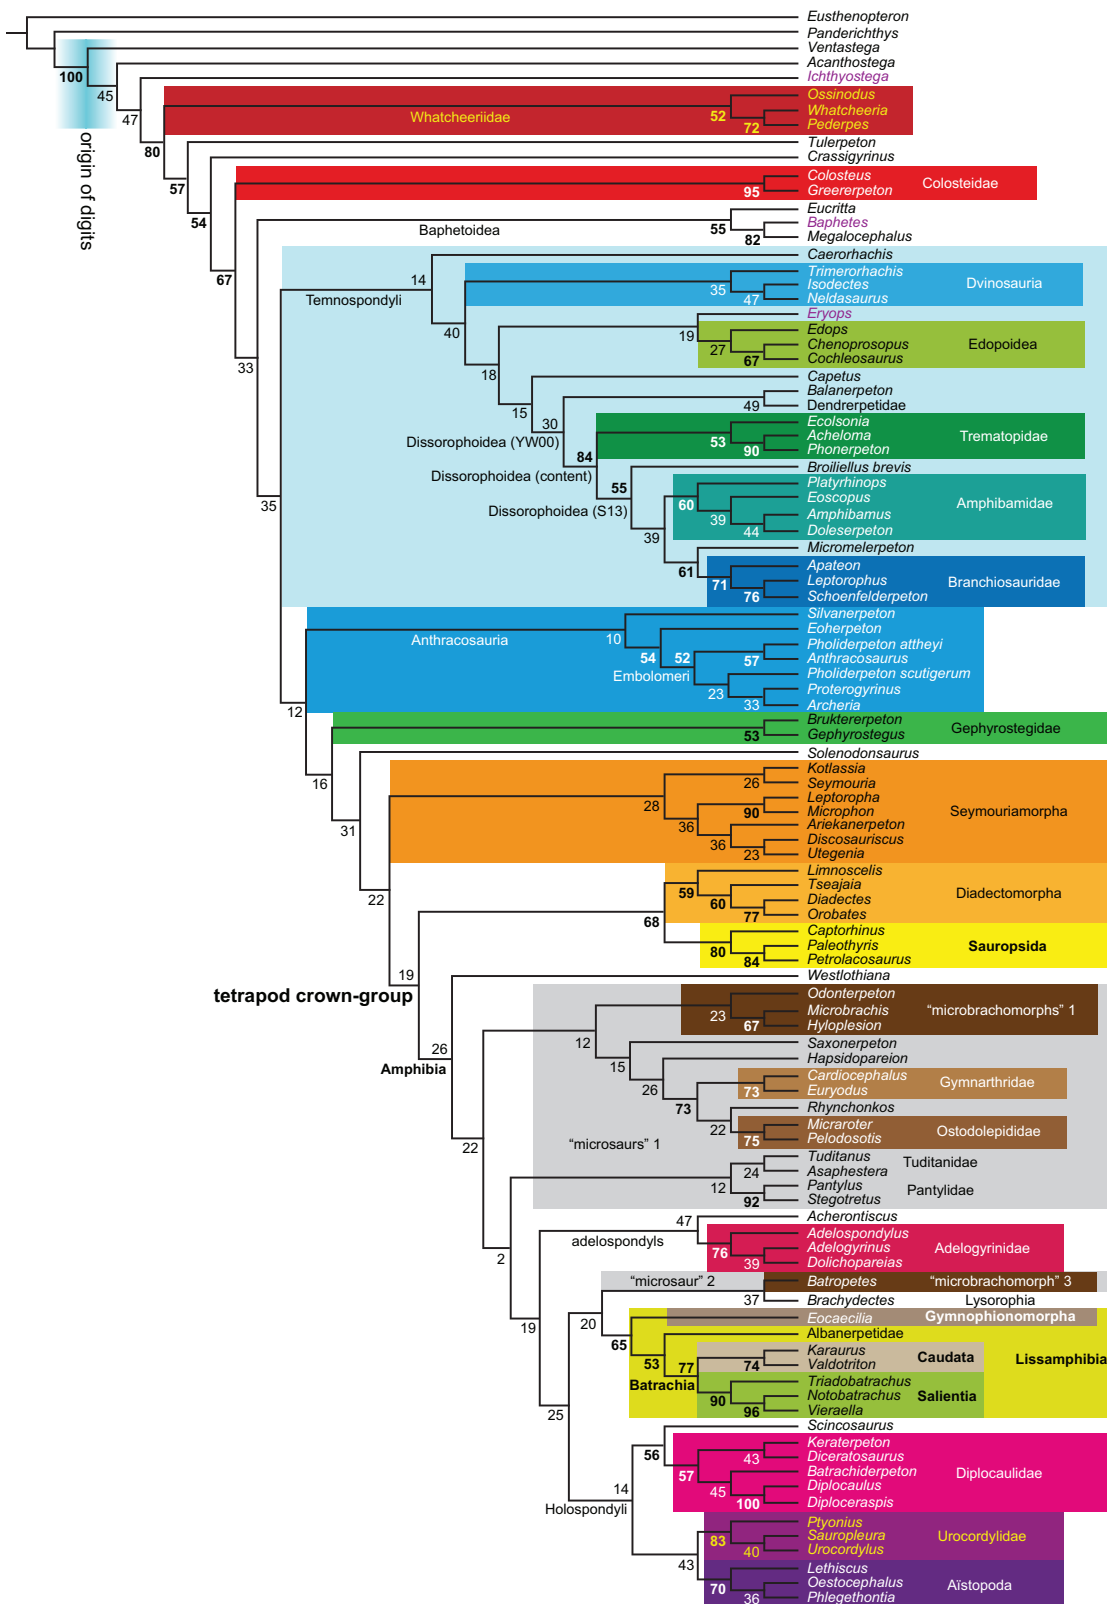 Eusthenopteron
Panderichthys
Ventastega
100
Acanthostega
45
Ichthyostega
47
origin of digits
Ossinodus
Whatcheeriidae
52
Whatcheeria
72
Pederpes
80
Tulerpeton
57
Crassigyrinus
54
Colosteus
Colosteidae
95
Greererpeton
67
Eucritta
Baphetoidea
55
Baphetes
82
Megalocephalus
33
Caerorhachis
14
Temnospondyli
Trimerorhachis
35
Isodectes
Dvinosauria
47
Neldasaurus
40
Eryops
19
Edops
27
Chenoprosopus
Edopoidea
67
Cochleosaurus
18
Capetus
15
Balanerpeton
49
Dendrerpetidae
30
Dissorophoidea (YW00)
Ecolsonia
53
Acheloma
Trematopidae
90
Phonerpeton
84
Dissorophoidea (content)
Broiliellus brevis
55
Dissorophoidea (S13)
Platyrhinops
60
Eoscopus
Amphibamidae
39
Amphibamus
44
Doleserpeton
39
Micromelerpeton
61
Apateon
71
Leptorophus
Branchiosauridae
76
Schoenfelderpeton
35
Silvanerpeton
10
Anthracosauria
Eoherpeton
54
52
Pholiderpeton attheyi
57
Anthracosaurus
Embolomeri
Pholiderpeton scutigerum
23
Proterogyrinus
33
Archeria
12
Bruktererpeton
Gephyrostegidae
53
Gephyrostegus
16
Solenodonsaurus
31
Kotlassia
26
Seymouria
28
Leptoropha
90
Microphon
Seymouriamorpha
36
Ariekanerpeton
36
Discosauriscus
23
Utegenia
22
Limnoscelis
59
Tseajaia
60
Diadectes
Diadectomorpha
77
Orobates
68
Captorhinus
80
Paleothyris
Sauropsida
84
Petrolacosaurus
19
tetrapod crown-group
Westlothiana
26
Amphibia
Odonterpeton
23
Microbrachis
“microbrachomorphs” 1
67
Hyloplesion
12
Saxonerpeton
15
Hapsidopareion
26
Cardiocephalus
Gymnarthridae
73
Euryodus
73
Rhynchonkos
22
Micraroter
Ostodolepididae
75
Pelodosotis
“microsaurs” 1
22
Tuditanus
Tuditanidae
24
Asaphestera
12
Pantylus
Pantylidae
92
Stegotretus
2
Acherontiscus
47
adelospondyls
Adelospondylus
76
Adelogyrinus
Adelogyrinidae
39
Dolichopareias
19
“microsaur” 2
Batropetes
“microbrachomorph” 3
37
Brachydectes
Lysorophia
20
Eocaecilia
Gymnophionomorpha
65
Albanerpetidae
53
Karaurus
Caudata
Lissamphibia
77
74
Valdotriton
Batrachia
Triadobatrachus
90
Notobatrachus
Salientia
96
Vieraella
25
Scincosaurus
56
Keraterpeton
43
Diceratosaurus
57
Batrachiderpeton
Diplocaulidae
45
Diplocaulus
100
Diploceraspis
14
Holospondyli
Ptyonius
83
Sauropleura
Urocordylidae
40
Urocordylus
43
Lethiscus
70
Oestocephalus
Aïstopoda
36
Phlegethontia